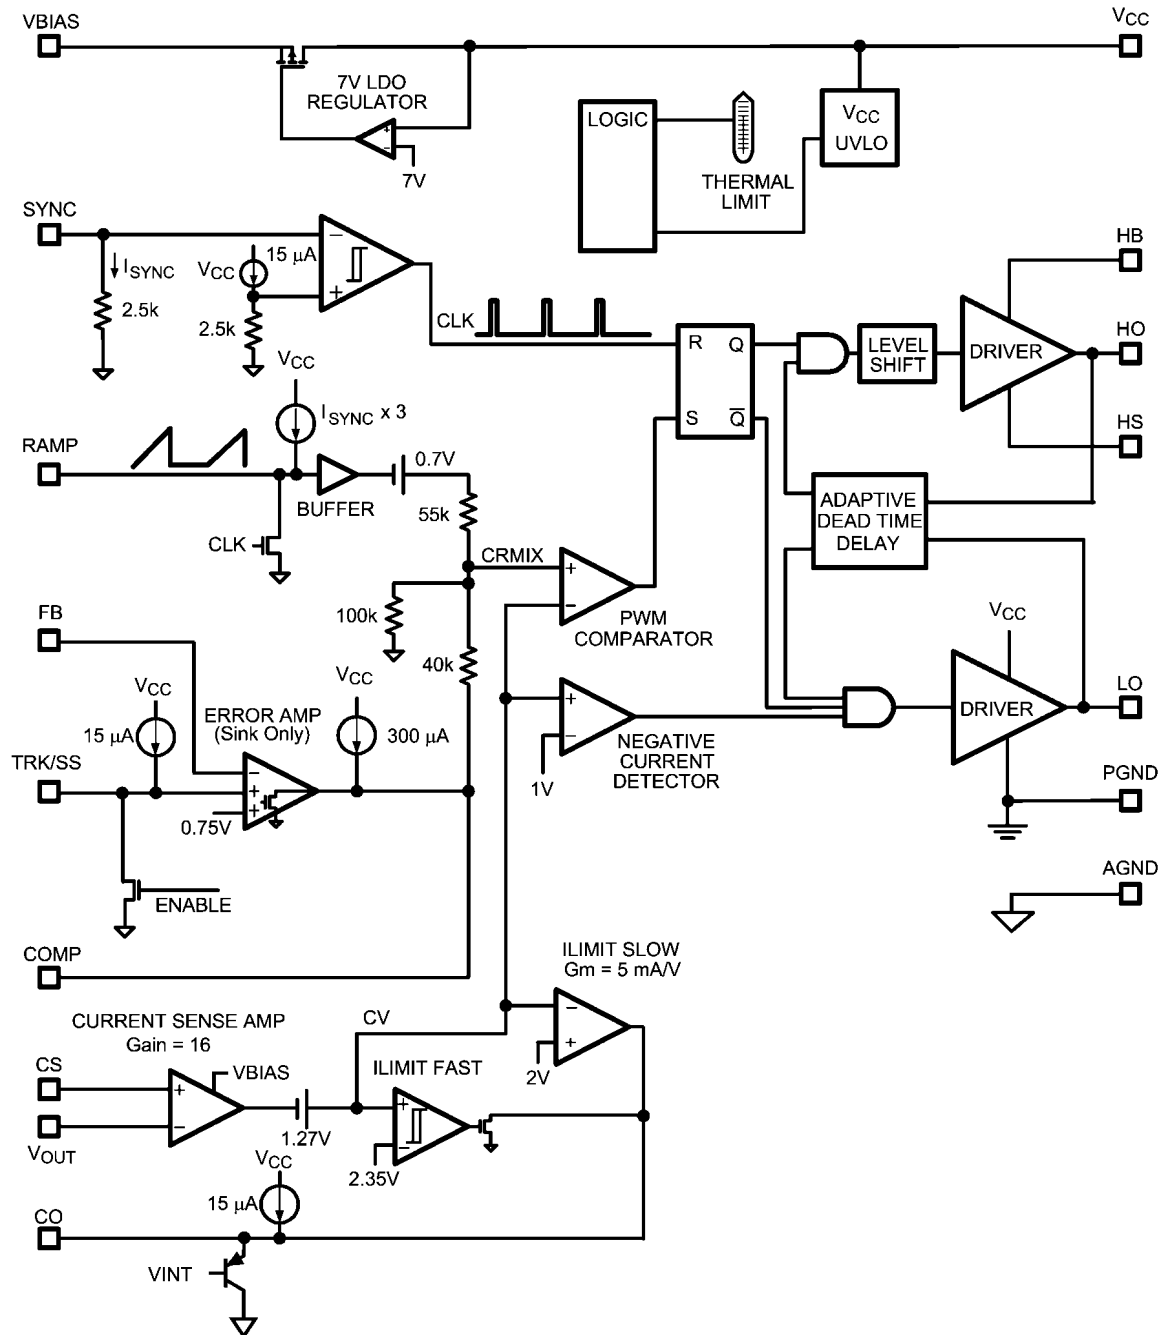 VBIAS
VCC
7V LDO
REGULATOR
+
-
7V
LOGIC
THERMAL
LIMIT
VCC
UVLO
SYNC
ISYNC
2.5k
VCC
15 μA
2.5k
−
+
CLK
HB
HO
HS
R
Q
S
Q̅
LEVEL
SHIFT
DRIVER
VCC
ISYNC x 3
RAMP
BUFFER
0.7V
55k
CLK
CRMIX
100k
40k
+
−
PWM
COMPARATOR
ADAPTIVE
DEAD TIME
DELAY
FB
VCC
15 μA
ERROR AMP
(Sink Only)
VCC
300 μA
TRK/SS
−
+
+
0.75V
ENABLE
+
−
1V
NEGATIVE
CURRENT
DETECTOR
VCC
DRIVER
LO
PGND
AGND
COMP
ILIMIT SLOW
Gm = 5 mA/V
−
+
2V
CURRENT SENSE AMP
Gain = 16
CV
CS
VBIAS
+
−
VOUT
1.27V
ILIMIT FAST
+
−
2.35V
VCC
15 μA
CO
VINT